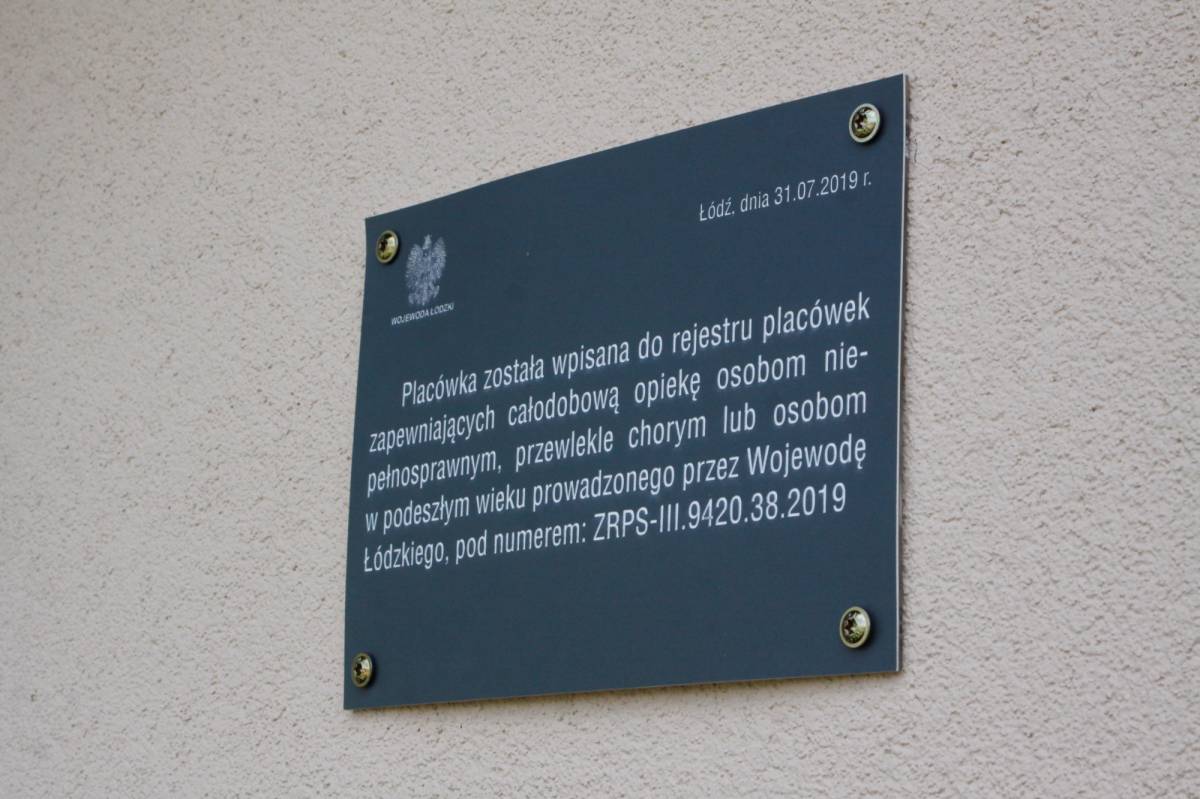 Łódź. dnia 31.07.2019 r.
WOJEWODA ŁÓDZKI
Placówka została wpisana do rejestru placówek
zapewniających całodobową opiekę osobom nie-
pełnosprawnym, przewlekle chorym lub osobom
w podeszłym wieku prowadzonego przez Wojewodę
Łódzkiego, pod numerem: ZRPS-III.9420.38.2019